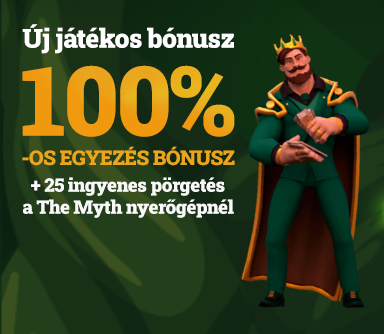 Új játékos bónusz
100%
-OS EGYEZÉS BÓNUSZ
+ 25 ingyenes pörgetés
a The Myth nyerőgépnél